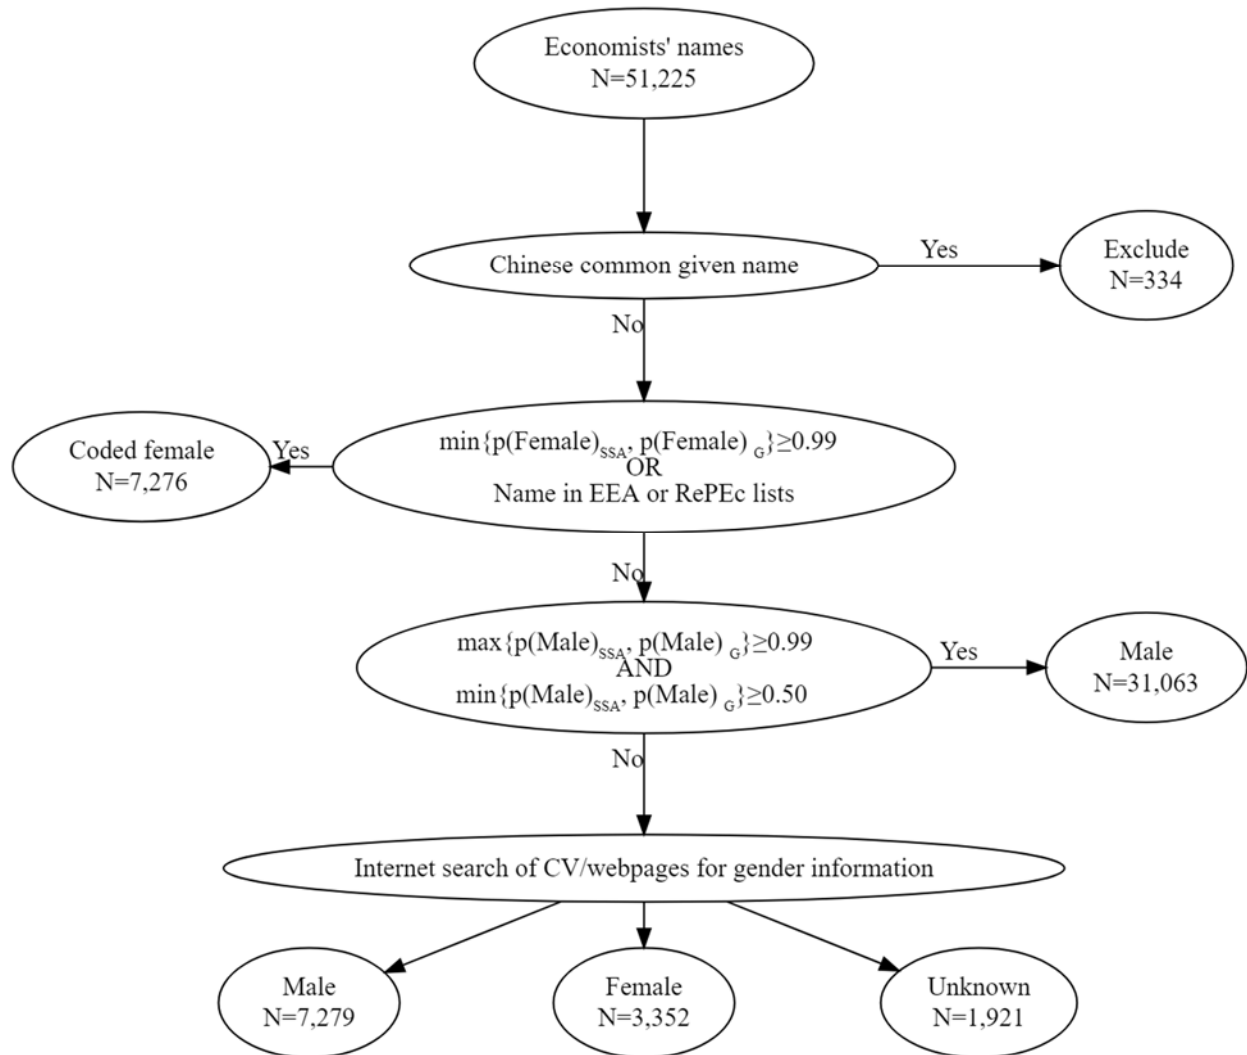 Economists' names
N=51,225
Chinese common given name
Yes
Exclude
N=334
No
min{p(Female)SSA, p(Female) G}≥0.99
OR
Name in EEA or RePEc lists
Yes
Coded female
N=7,276
No
max{p(Male)SSA, p(Male) G}≥0.99
AND
min{p(Male)SSA, p(Male) G}≥0.50
Yes
Male
N=31,063
No
Internet search of CV/webpages for gender information
Male
N=7,279
Female
N=3,352
Unknown
N=1,921